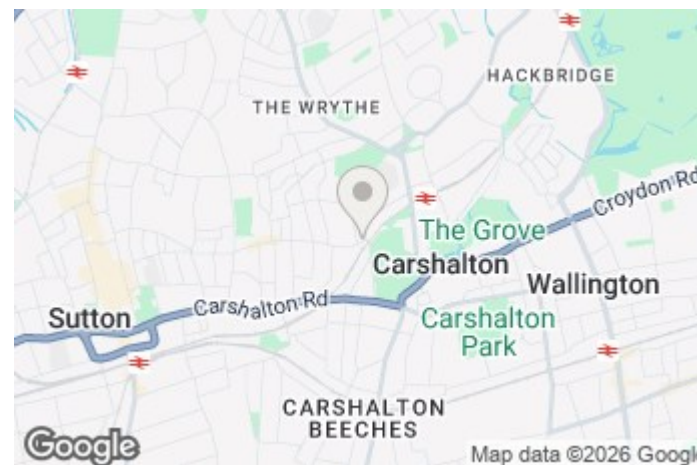 HACKBRIDGE
THE WRYTHE
Croydon Rd
The Grove
Carshalton
Wallington
Carshalton Rd
Sutton
Carshalton
Park
CARSHALTON
BEECHES
Google
Map data ©2026 Google